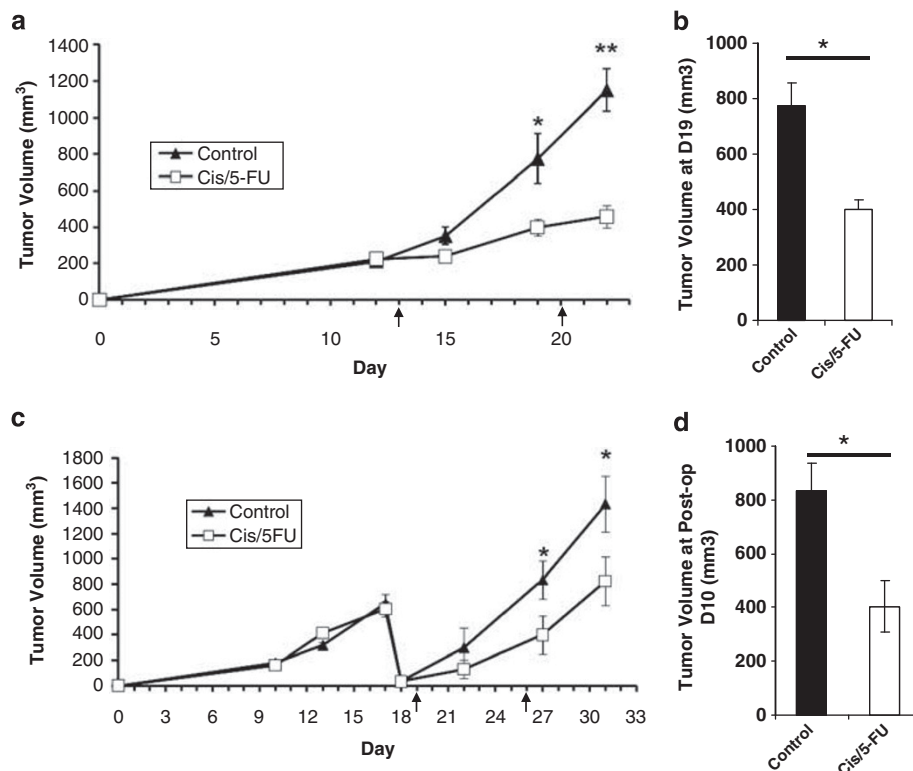 a
Tumor Volume (mm³)
1400
1200
1000
800
600
400
200
0
Control
Cis/5-FU
*
**
0 5 10 15 20
Day
b
Tumor Volume at D19 (mm3)
1000
800
600
400
200
0
*
Control
Cis/5-FU
c
Tumor Volume (mm³)
1800
1600
1400
1200
1000
800
600
400
200
0
Control
Cis/5FU
*
*
0 3 6 9 12 15 18 21 24 27 30 33
Day
d
Tumor Volume at Post-op
D10 (mm3)
1000
800
600
400
200
0
*
Control
Cis/5-FU